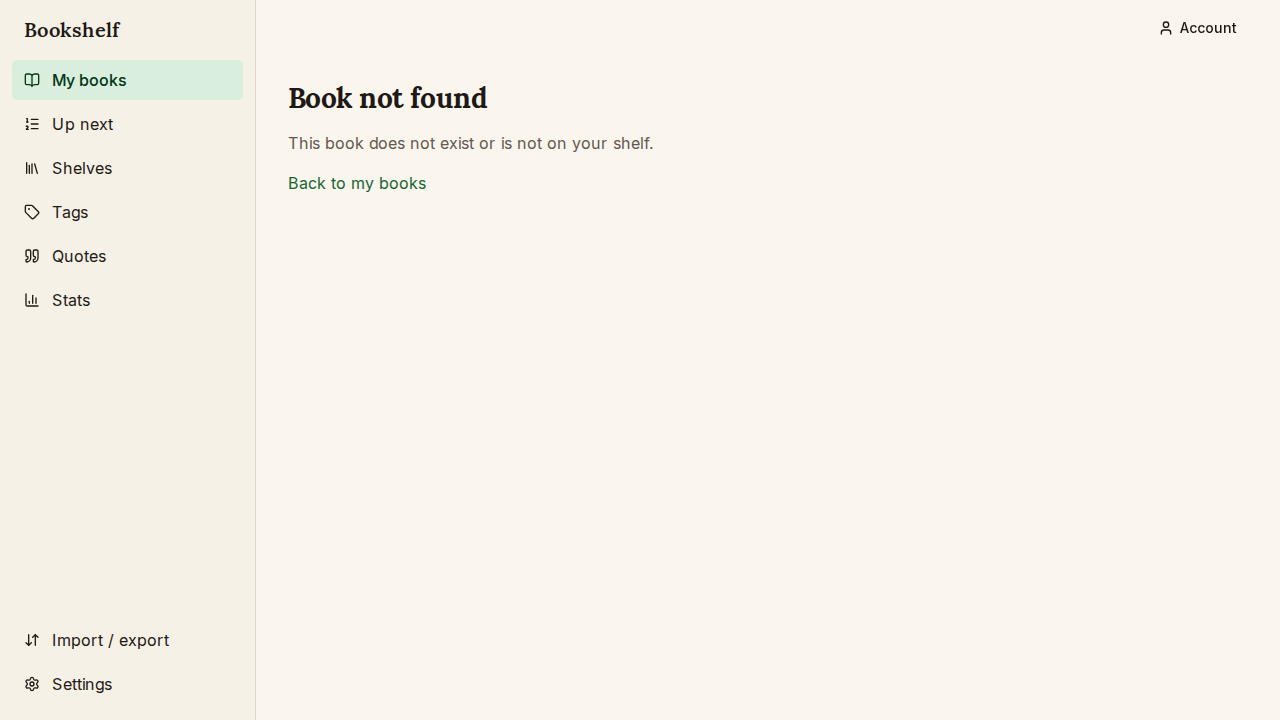 Bookshelf
My books
Up next
Shelves
Tags
Quotes
Stats
Import / export
Settings
Account
Book not found
This book does not exist or is not on your shelf.
Back to my books